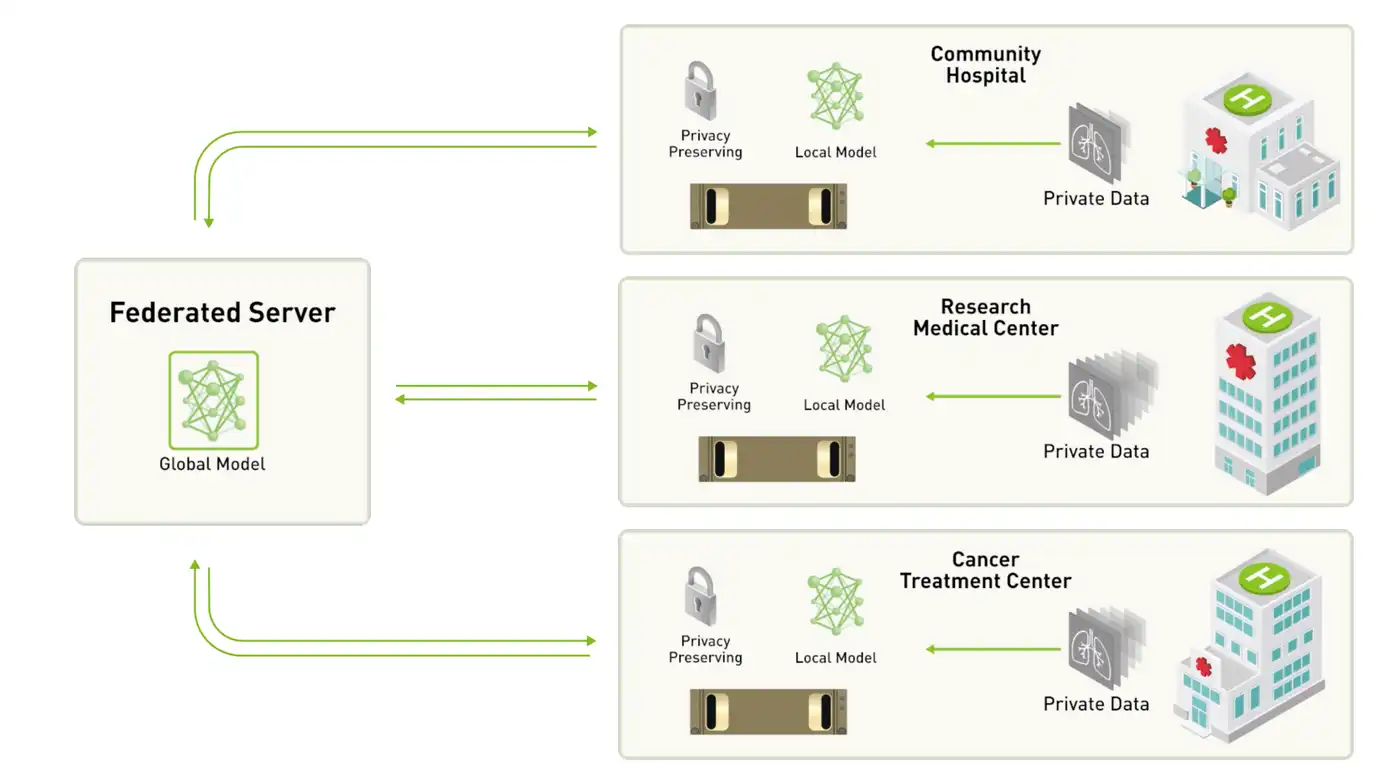 Federated Server
Global Model
Community
Hospital
Privacy
Preserving
Local Model
Private Data
H
Research
Medical Center
Privacy
Preserving
Local Model
Private Data
H
Cancer
Treatment Center
Privacy
Preserving
Local Model
Private Data
H